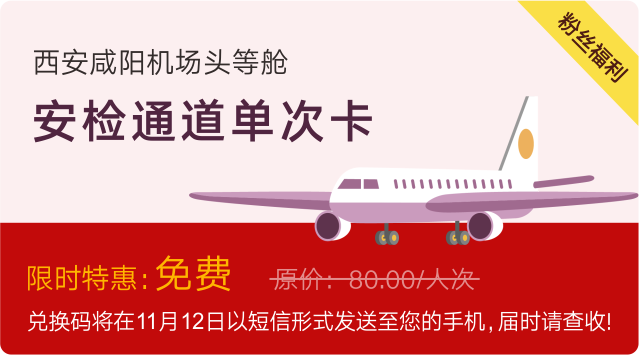 粉丝福利
西安咸阳机场头等舱
安检通道单次卡
限时特惠：免费 原价：80.00/人次
兑换码将在11月12日以短信形式发送至您的手机，届时请查收！